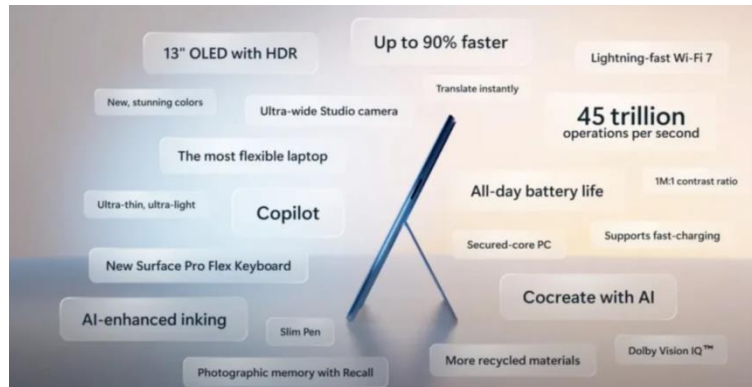 13" OLED with HDR
Up to 90% faster
Lightning-fast Wi-Fi 7
New, stunning colors
Ultra-wide Studio camera
Translate instantly
45 trillion
operations per second
The most flexible laptop
All-day battery life
1M:1 contrast ratio
Ultra-thin, ultra-light
Copilot
Secured-core PC
Supports fast-charging
New Surface Pro Flex Keyboard
Cocreate with AI
AI-enhanced inking
Slim Pen
More recycled materials
Dolby Vision IQ™
Photographic memory with Recall